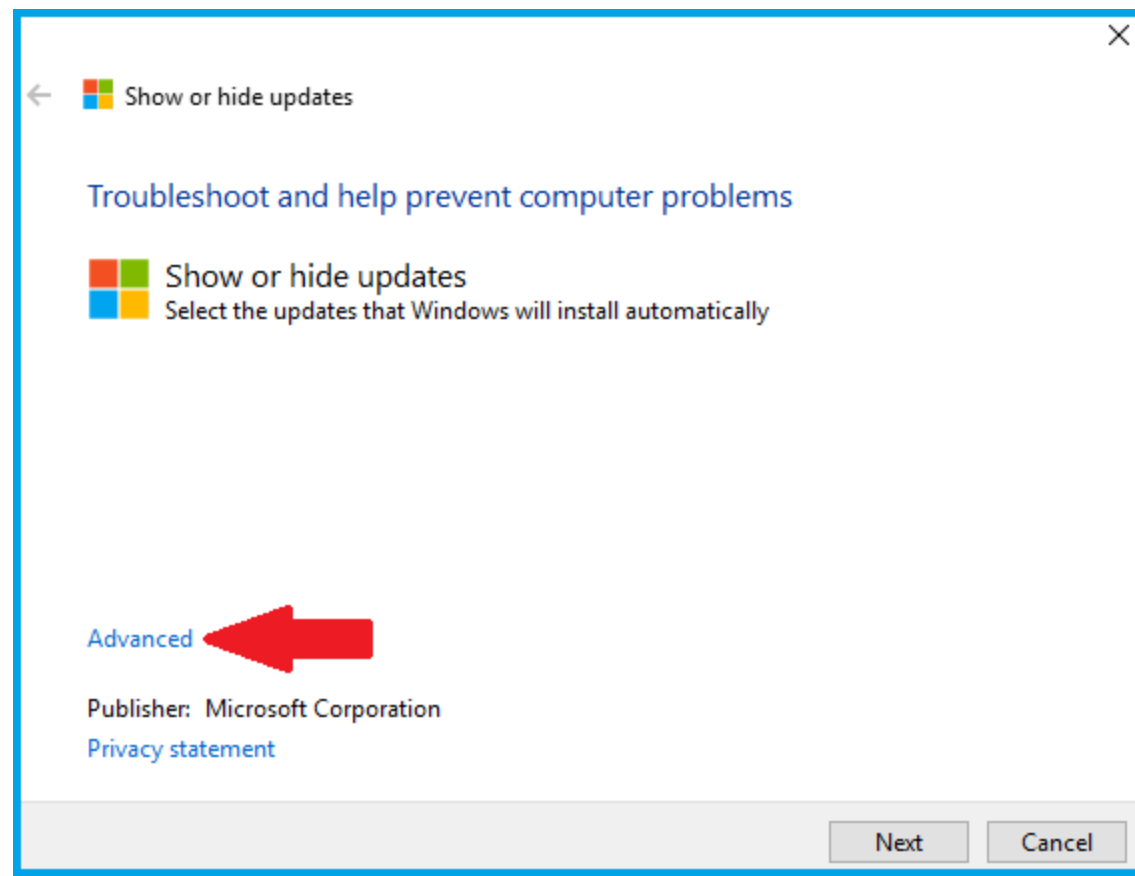 Show or hide updates
Troubleshoot and help prevent computer problems
Show or hide updates
Select the updates that Windows will install automatically
Advanced
Publisher: Microsoft Corporation
Privacy statement
Next Cancel